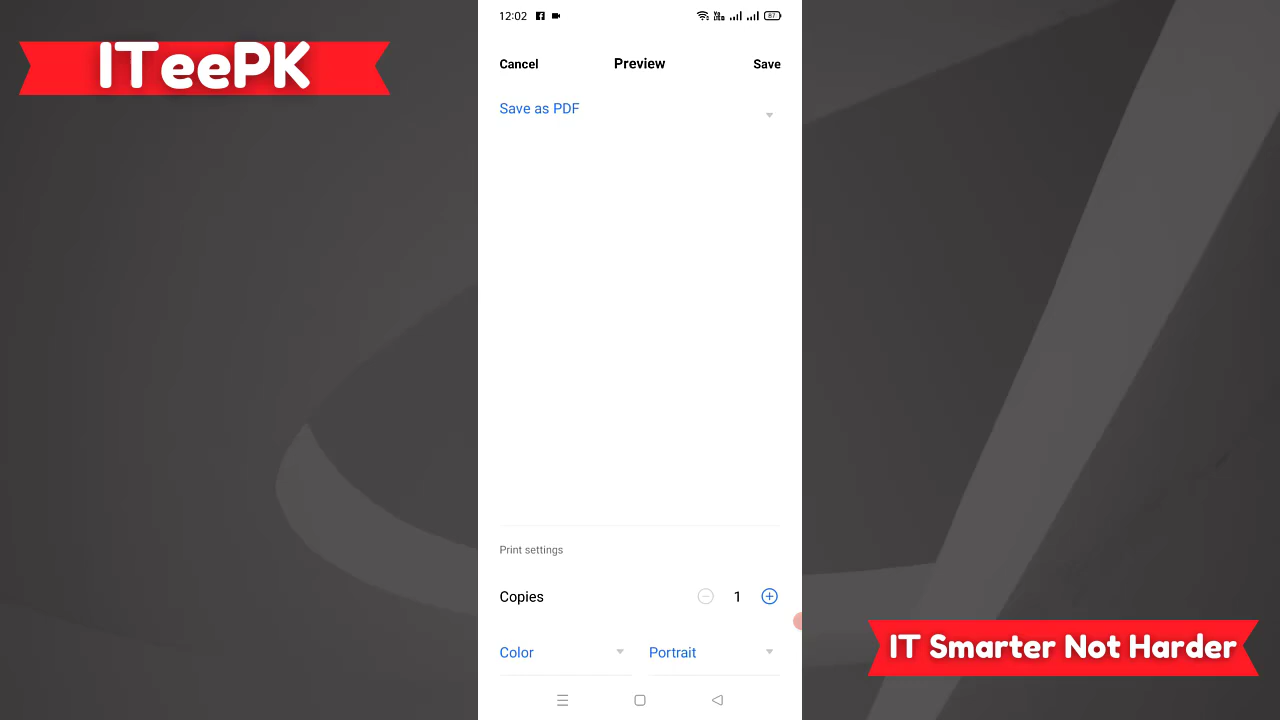 ITeePK
12:02
87
Cancel
Preview
Save
Save as PDF
Print settings
Copies
1
Color
Portrait
IT Smarter Not Harder